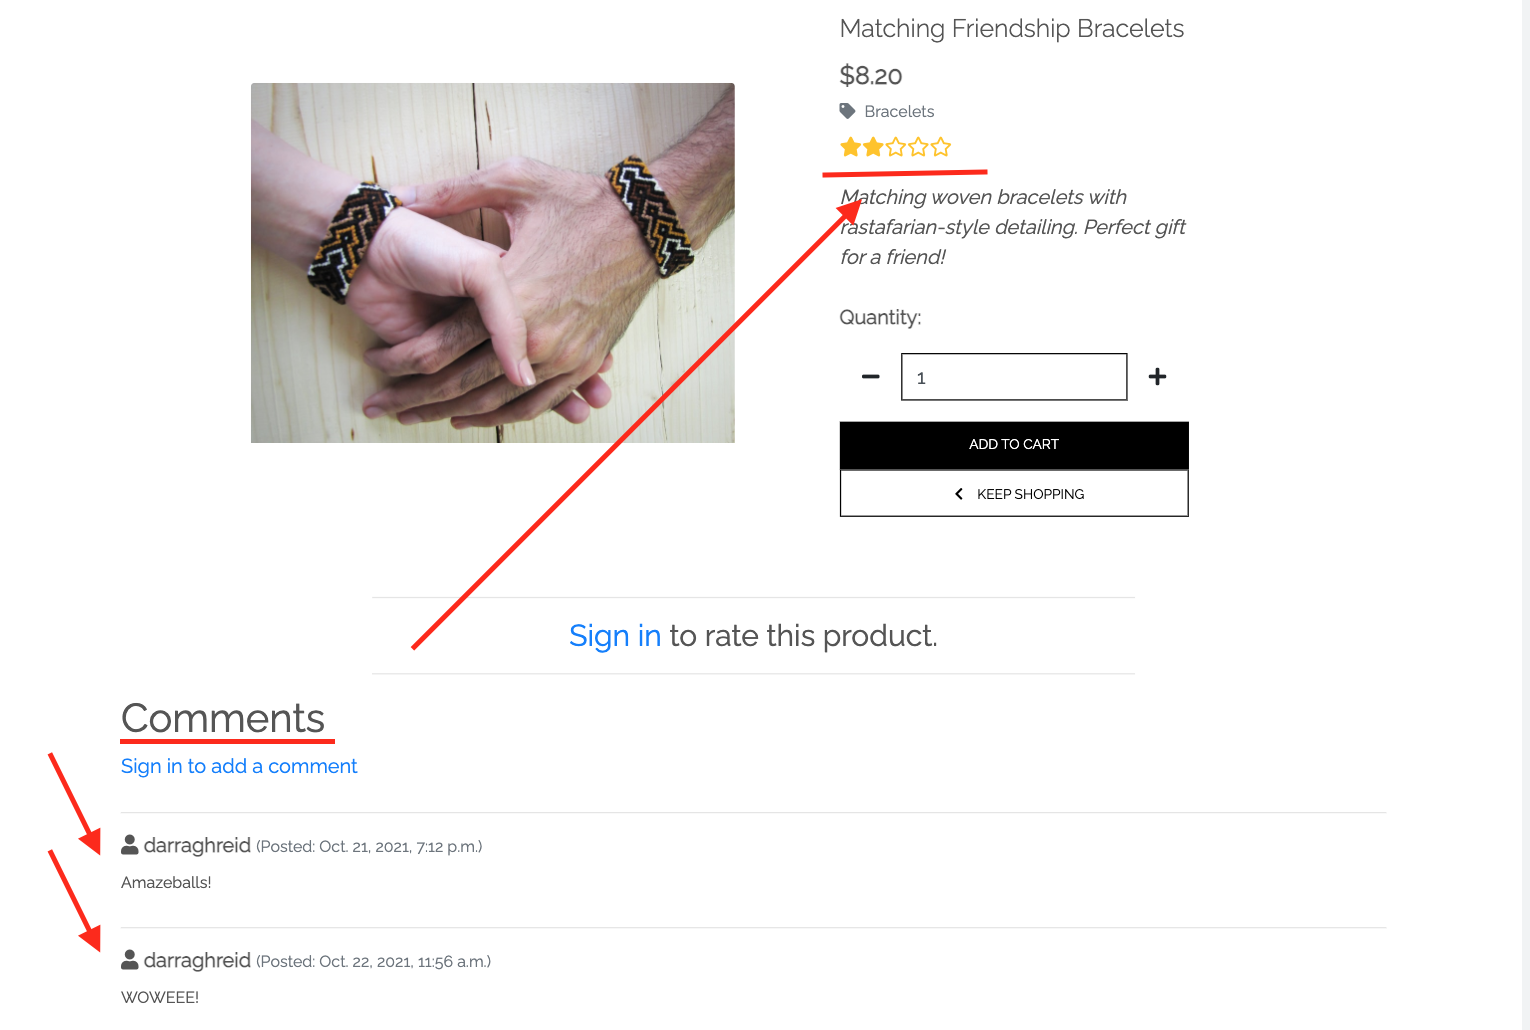 Matching Friendship Bracelets
$8.20
Bracelets
Matching woven bracelets with
rastafarian-style detailing. Perfect gift
for a friend!
Quantity:
1
ADD TO CART
KEEP SHOPPING
Sign in to rate this product.
Comments
Sign in to add a comment
darraghreid (Posted: Oct. 21, 2021, 7:12 p.m.)
Amazeballs!
darraghreid (Posted: Oct. 22, 2021, 11:56 a.m.)
WOWEEE!